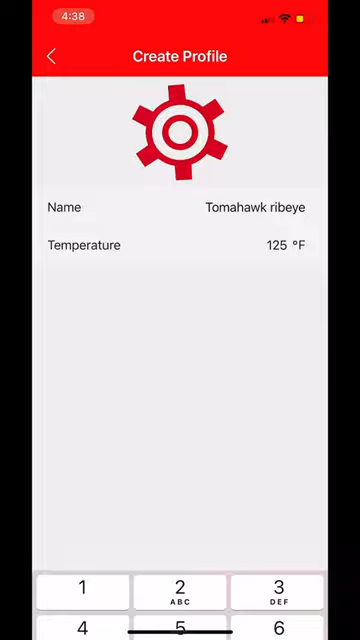 4:38
Create Profile
Name Tomahawk ribeye
Temperature 125 °F
1 2 3
ABC DEF
4 5 6